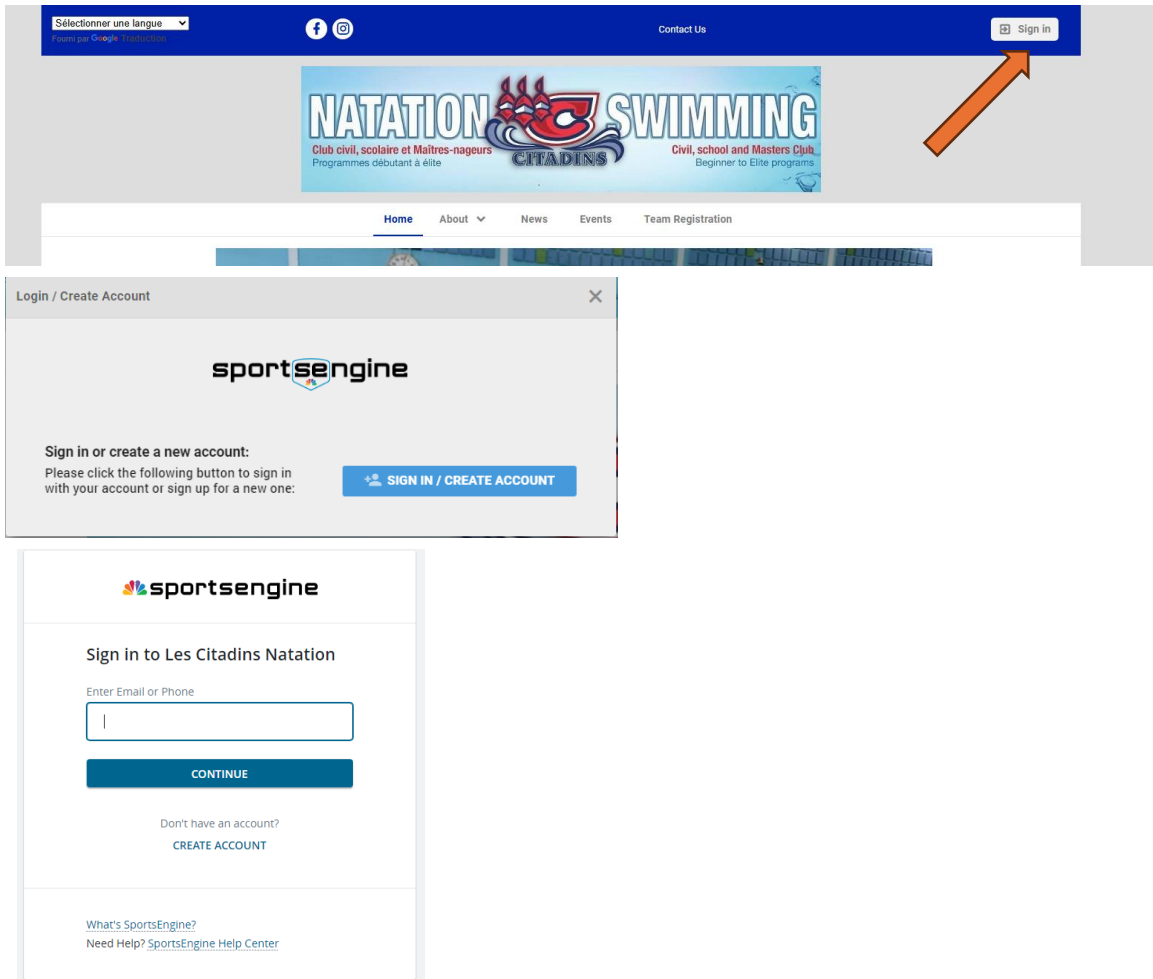 Sélectionner une langue
Fourni par Google Traduction
Contact Us
Sign in
NATATION
Club civil, scolaire et Maîtres-nageurs
Programmes débutant à élite
C
CITADINS
SWIMMING
Civil, school and Masters Club
Beginner to Elite programs
Home About News Events Team Registration
Login / Create Account
sportsengine
Sign in or create a new account:
Please click the following button to sign in
with your account or sign up for a new one:
SIGN IN / CREATE ACCOUNT
sportsengine
Sign in to Les Citadins Natation
Enter Email or Phone
CONTINUE
Don't have an account?
CREATE ACCOUNT
What's SportsEngine?
Need Help? SportsEngine Help Center